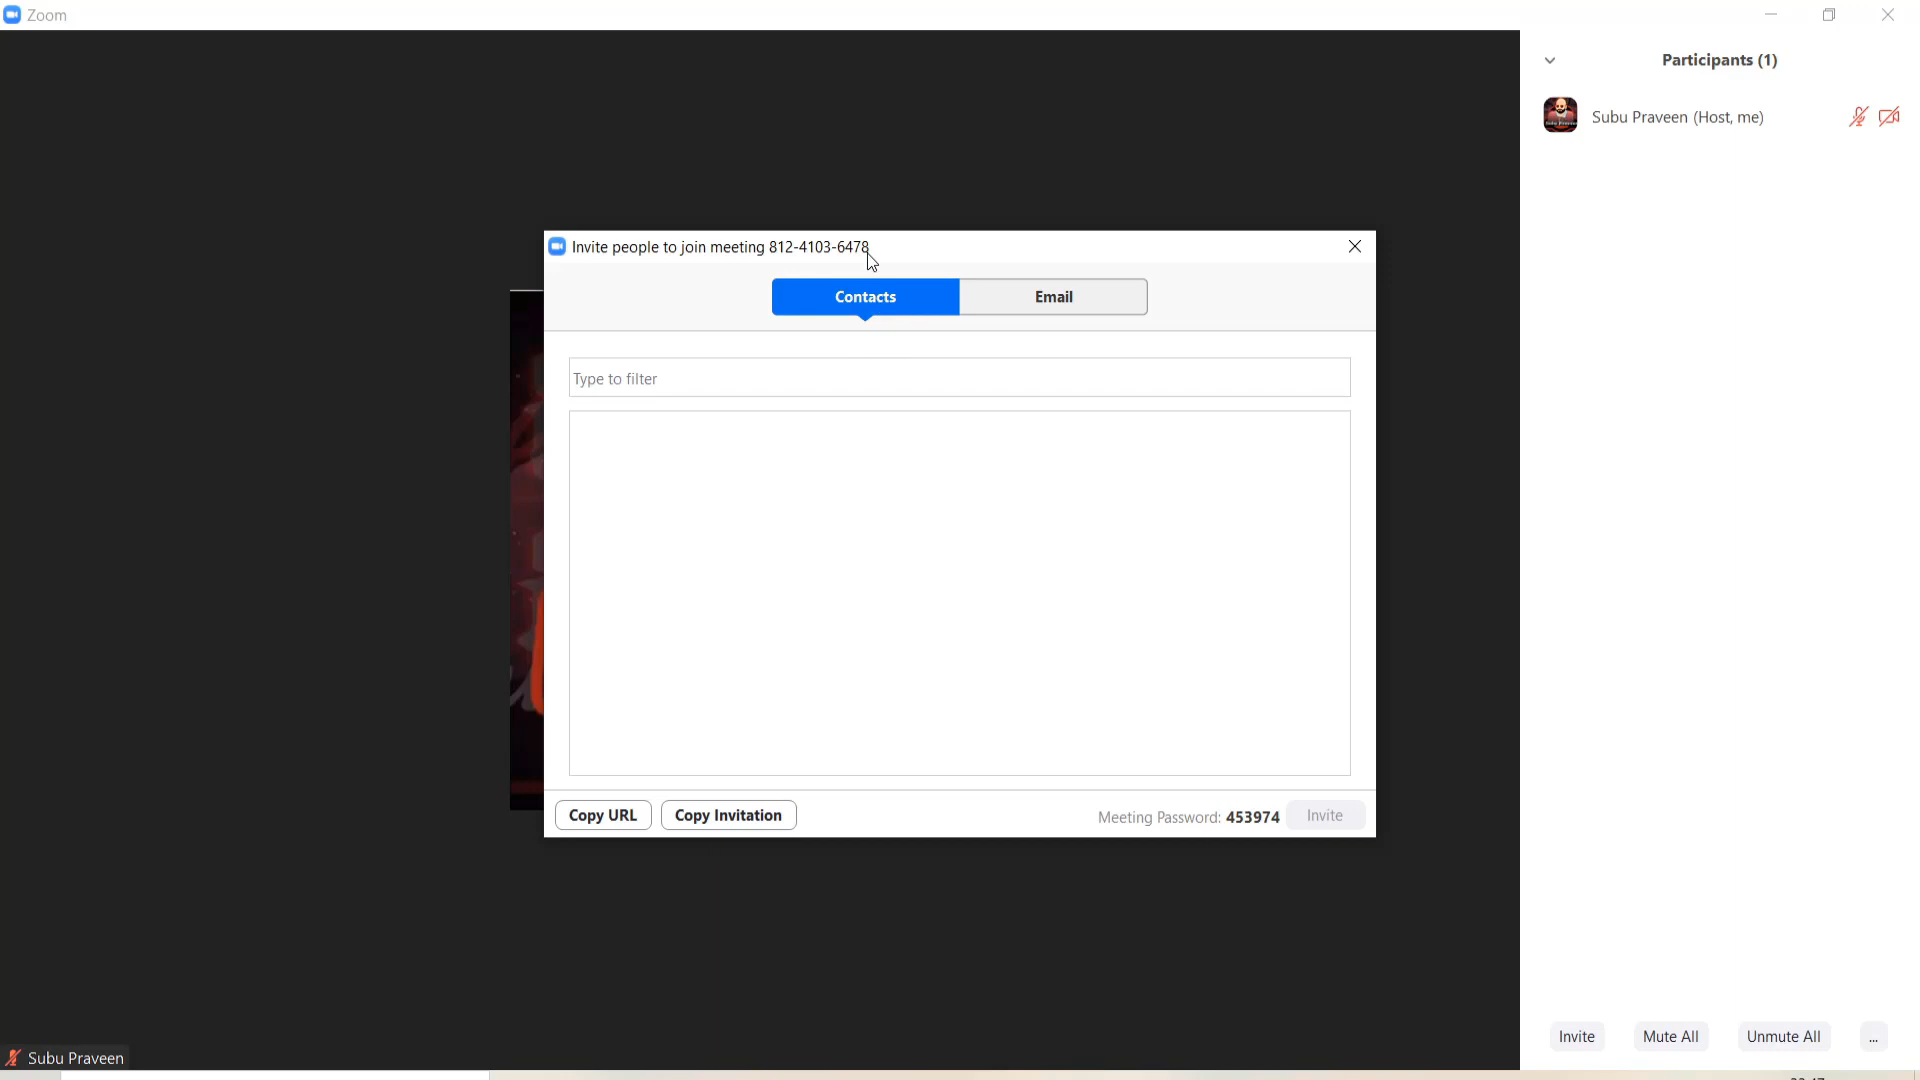 Zoom
Participants (1)
Subu Praveen (Host, me)
Invite people to join meeting 812-4103-6478
Contacts
Email
Type to filter
Copy URL
Copy Invitation
Meeting Password: 453974
Invite
Invite
Mute All
Unmute All
...
Subu Praveen